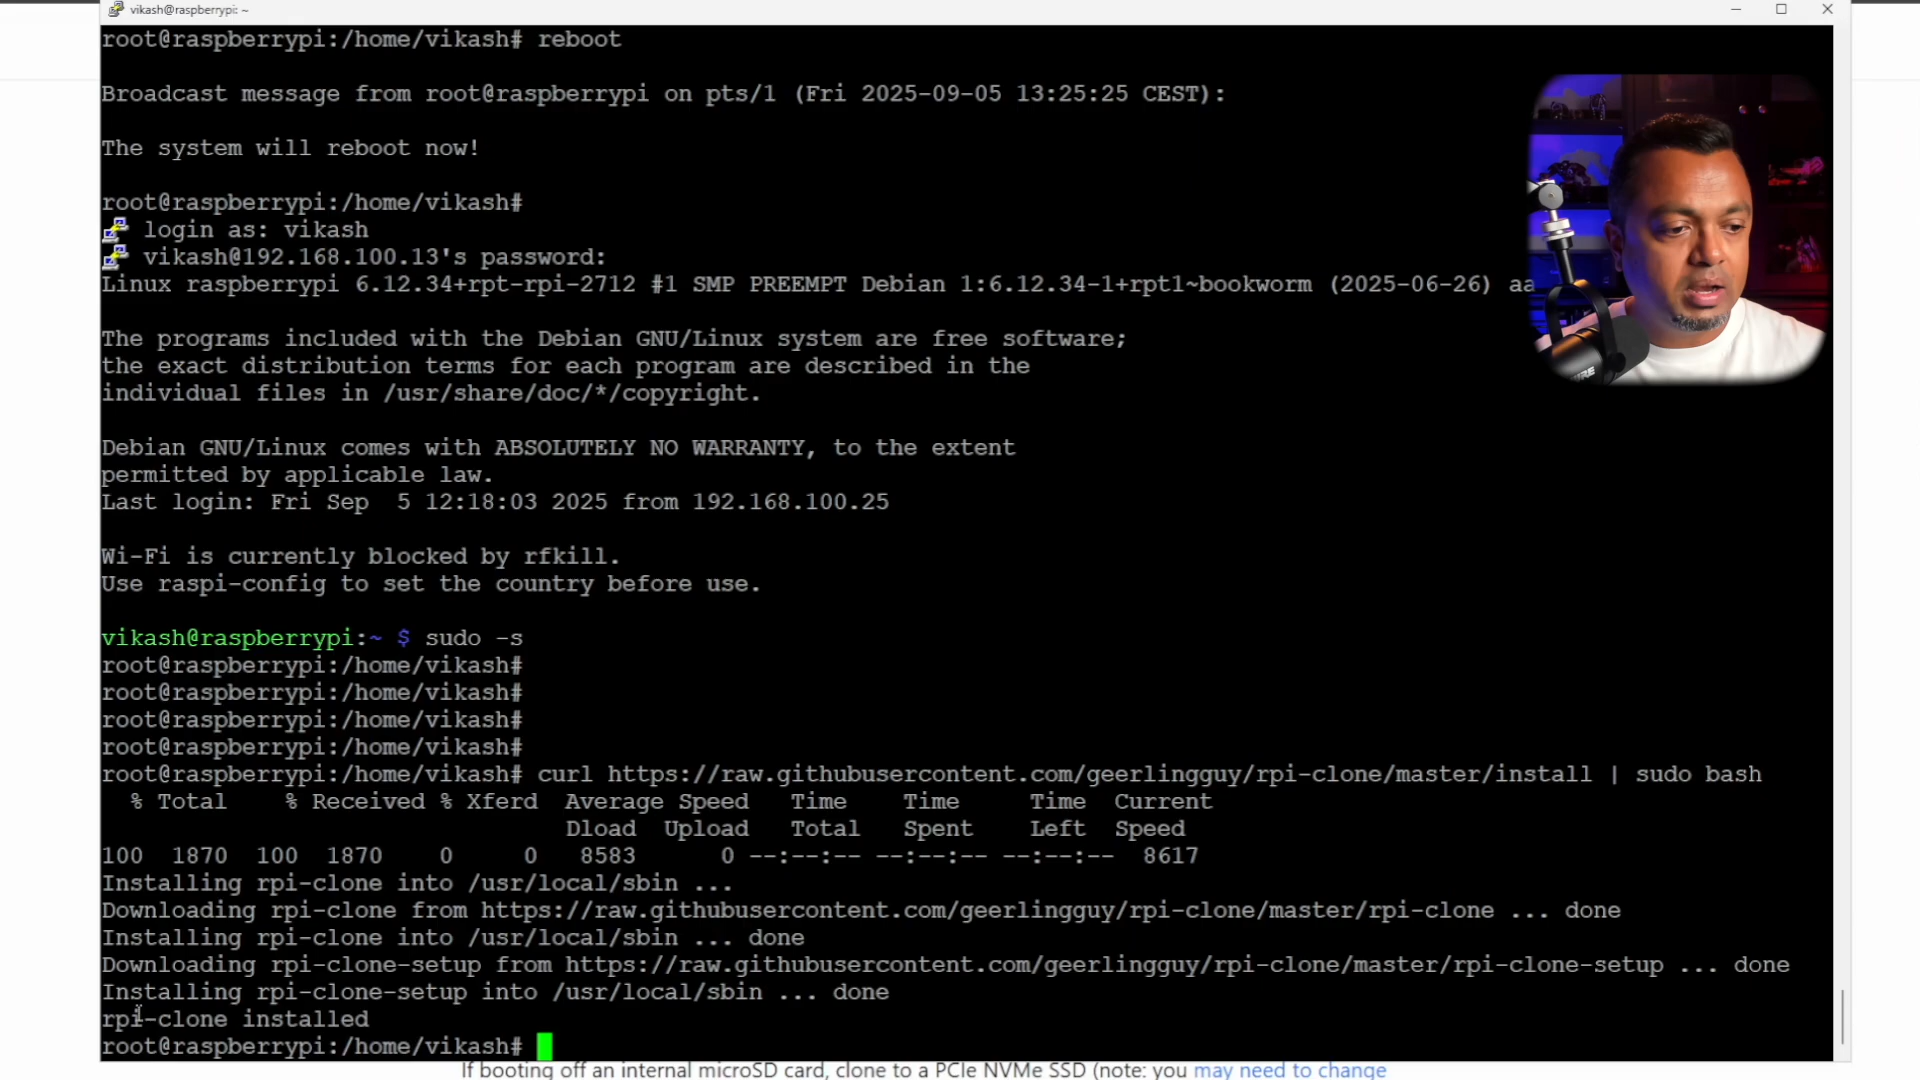 vikash@raspberrypi: ~
root@raspberrypi:/home/vikash# reboot
Broadcast message from root@raspberrypi on pts/1 (Fri 2025-09-05 13:25:25 CEST):
The system will reboot now!
root@raspberrypi:/home/vikash#
login as: vikash
vikash@192.168.100.13's password:
Linux raspberrypi 6.12.34+rpt-rpi-2712 #1 SMP PREEMPT Debian 1:6.12.34-1+rpt1~bookworm (2025-06-26) aa
The programs included with the Debian GNU/Linux system are free software;
the exact distribution terms for each program are described in the
individual files in /usr/share/doc/*/copyright.
Debian GNU/Linux comes with ABSOLUTELY NO WARRANTY, to the extent
permitted by applicable law.
Last login: Fri Sep  5 12:18:03 2025 from 192.168.100.25
Wi-Fi is currently blocked by rfkill.
Use raspi-config to set the country before use.
vikash@raspberrypi:~ $ sudo -s
root@raspberrypi:/home/vikash#
root@raspberrypi:/home/vikash#
root@raspberrypi:/home/vikash#
root@raspberrypi:/home/vikash#
root@raspberrypi:/home/vikash# curl https://raw.githubusercontent.com/geerlingguy/rpi-clone/master/install | sudo bash
% Total    % Received % Xferd  Average Speed   Time    Time     Time  Current
Dload  Upload   Total   Spent    Left  Speed
100  1870  100  1870    0     0   8583      0 --:--:-- --:--:-- --:--:--  8617
Installing rpi-clone into /usr/local/sbin ...
Downloading rpi-clone from https://raw.githubusercontent.com/geerlingguy/rpi-clone/master/rpi-clone ... done
Installing rpi-clone into /usr/local/sbin ... done
Downloading rpi-clone-setup from https://raw.githubusercontent.com/geerlingguy/rpi-clone/master/rpi-clone-setup ... done
Installing rpi-clone-setup into /usr/local/sbin ... done
rpi-clone installed
root@raspberrypi:/home/vikash#
If booting off an internal microSD card, clone to a PCIe NVMe SSD (note: you may need to change